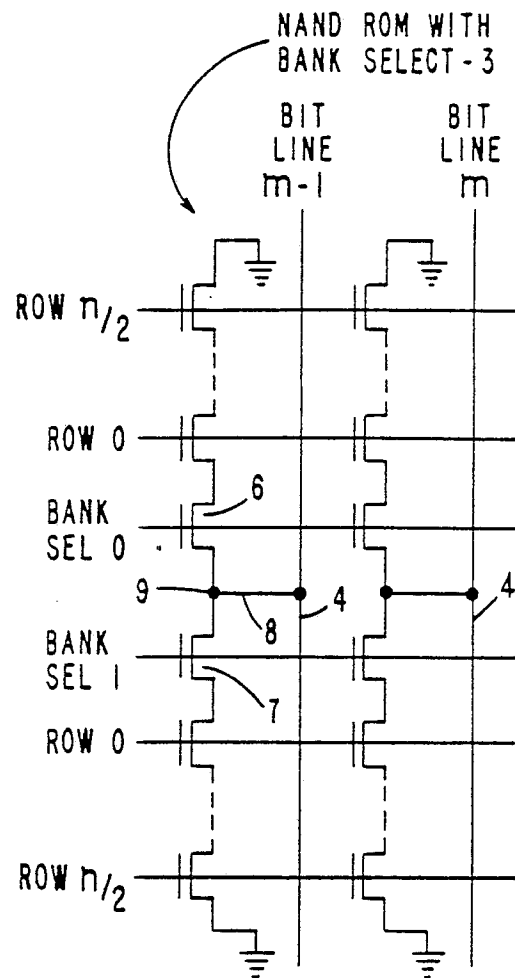 NAND ROM WITH
BANK SELECT-3
BIT
LINE
m-1
BIT
LINE
m
ROW n/2
ROW 0
6
BANK
SEL 0
9
8
4
4
BANK
SEL 1
7
ROW 0
ROW n/2